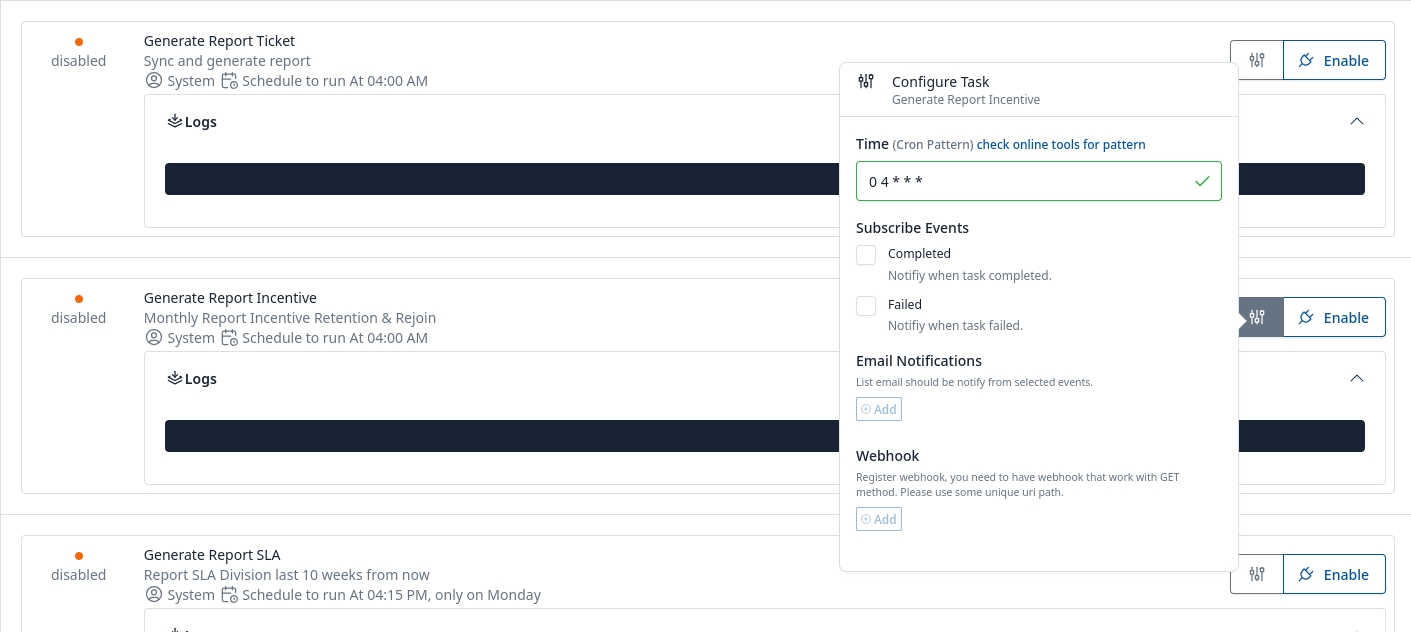 Generate Report Ticket
disabled
Sync and generate report
System Schedule to run At 04:00 AM
Enable
Logs
Configure Task
Generate Report Incentive
Time (Cron Pattern) check online tools for pattern
0 4 * * *
Subscribe Events
Completed
Notifiy when task completed.
Failed
Notifiy when task failed.
Email Notifications
List email should be notify from selected events.
Add
Webhook
Register webhook, you need to have webhook that work with GET
method. Please use some unique uri path.
Add
Generate Report Incentive
disabled
Monthly Report Incentive Retention & Rejoin
System Schedule to run At 04:00 AM
Enable
Logs
Generate Report SLA
disabled
Report SLA Division last 10 weeks from now
System Schedule to run At 04:15 PM, only on Monday
Enable